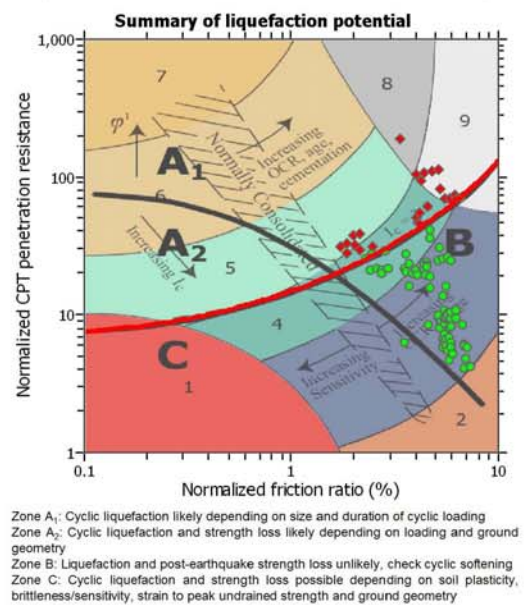 Summary of liquefaction potential
Normalized CPT penetration resistance
1,000
100
10
1
7
8
9
φ'
A1
Normally Consolidated
Increasing
OCR, age,
cementation
6
A2
Increasing Ic
5
B
4
C
1
Increasing
Sensitivity
2
0.1
1
10
Normalized friction ratio (%)
Zone A1: Cyclic liquefaction likely depending on size and duration of cyclic loading
Zone A2: Cyclic liquefaction and strength loss likely depending on loading and ground
geometry
Zone B: Liquefaction and post-earthquake strength loss unlikely, check cyclic softening
Zone C: Cyclic liquefaction and strength loss possible depending on soil plasticity,
brittleness/sensitivity, strain to peak undrained strength and ground geometry